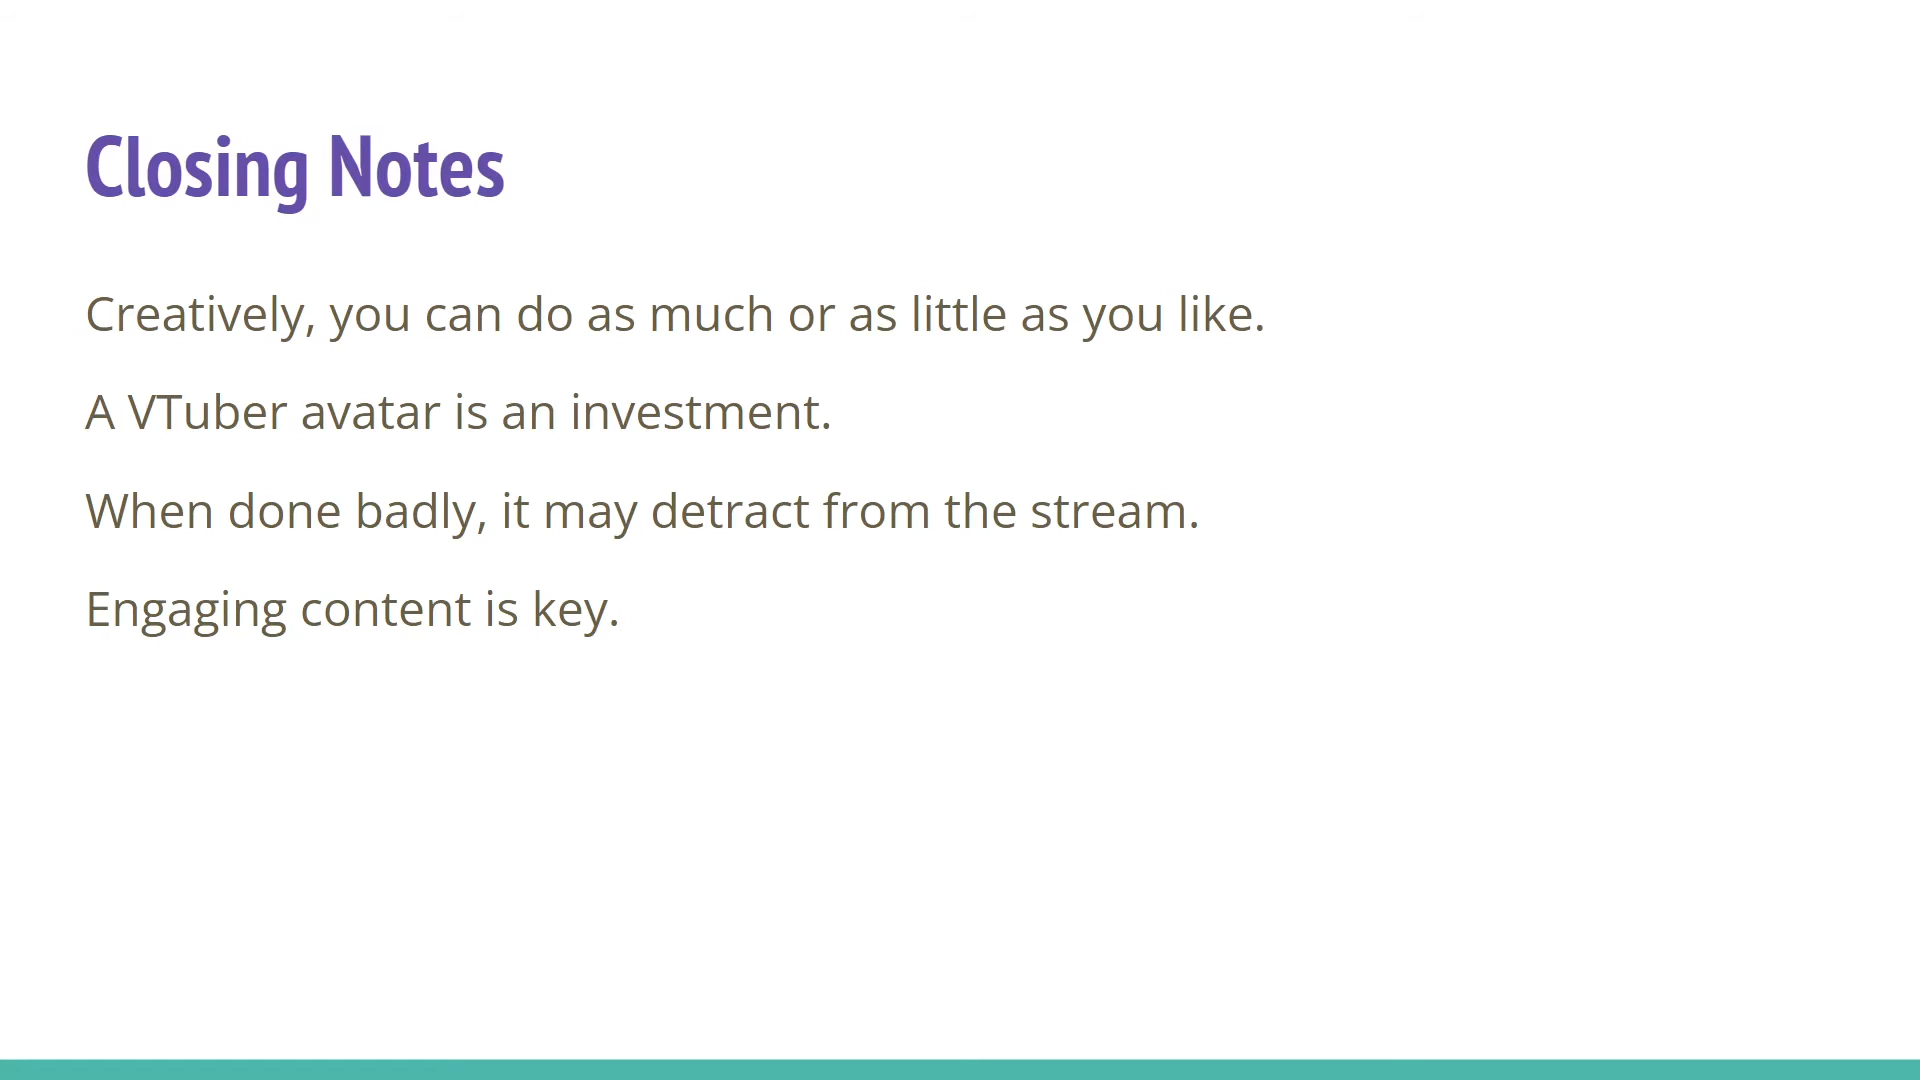 Closing Notes
Creatively, you can do as much or as little as you like.
A VTuber avatar is an investment.
When done badly, it may detract from the stream.
Engaging content is key.